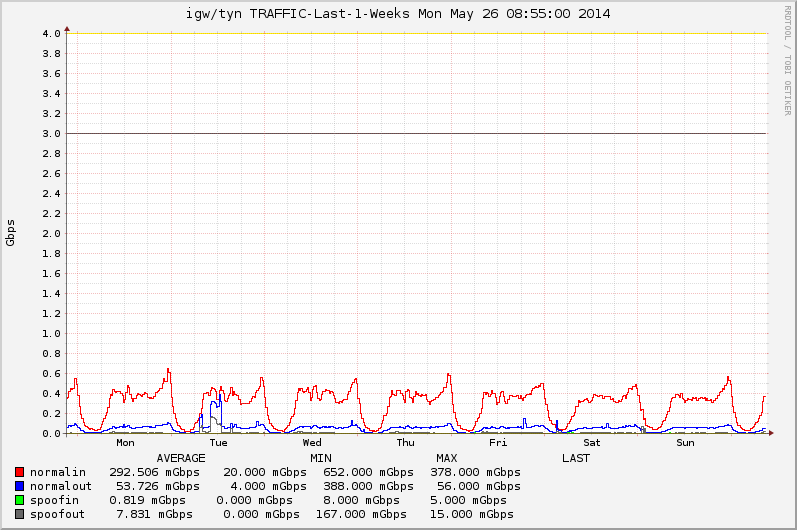 igw/tyn TRAFFIC-Last-1-Weeks Mon May 26 08:55:00 2014
RRDTOOL / TOBI OETIKER
Gbps
4.0
3.8
3.6
3.4
3.2
3.0
2.8
2.6
2.4
2.2
2.0
1.8
1.6
1.4
1.2
1.0
0.8
0.6
0.4
0.2
0.0
Mon Tue Wed Thu Fri Sat Sun
AVERAGE MIN MAX LAST
normalin 292.506 mGbps 20.000 mGbps 652.000 mGbps 378.000 mGbps
normalout 53.726 mGbps 4.000 mGbps 388.000 mGbps 56.000 mGbps
spoofin 0.819 mGbps 0.000 mGbps 8.000 mGbps 5.000 mGbps
spoofout 7.831 mGbps 0.000 mGbps 167.000 mGbps 15.000 mGbps